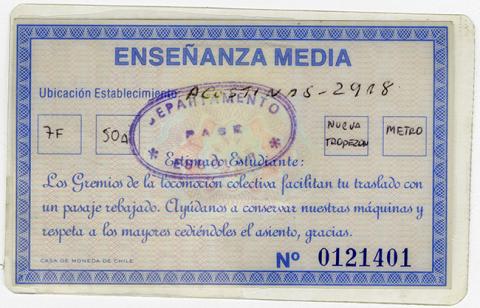 ENSEÑANZA MEDIA
Ubicación Establecimiento: AGUSTINAS-2918
7F 50A NUEVA TROPEZON METRO
DEPARTAMENTO
PASE
Estimado Estudiante:
Los Gremios de la locomoción colectiva facilitan tu traslado con
un pasaje rebajado. Ayúdanos a conservar nuestras máquinas y
respeta a los mayores cediéndoles el asiento, gracias.
CASA DE MONEDA DE CHILE
Nº 0121401